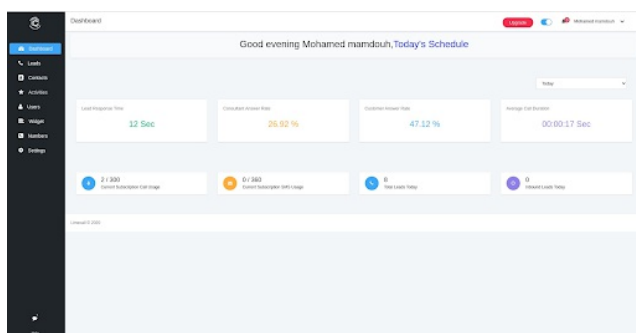 Dashboard
Upgrade
Mohamed mamdouh
Good evening Mohamed mamdouh,Today's Schedule
Dashboard
Leads
Contacts
Activities
Users
Widget
Numbers
Settings
Today
Lead Response Time
12 Sec
Consultant Answer Rate
26.92 %
Customer Answer Rate
47.12 %
Average Call Duration
00:00:17 Sec
2 / 300
Current Subscription Call Usage
0 / 360
Current Subscription SMS Usage
0
Total Leads Today
0
Inbound Leads Today
© 2020